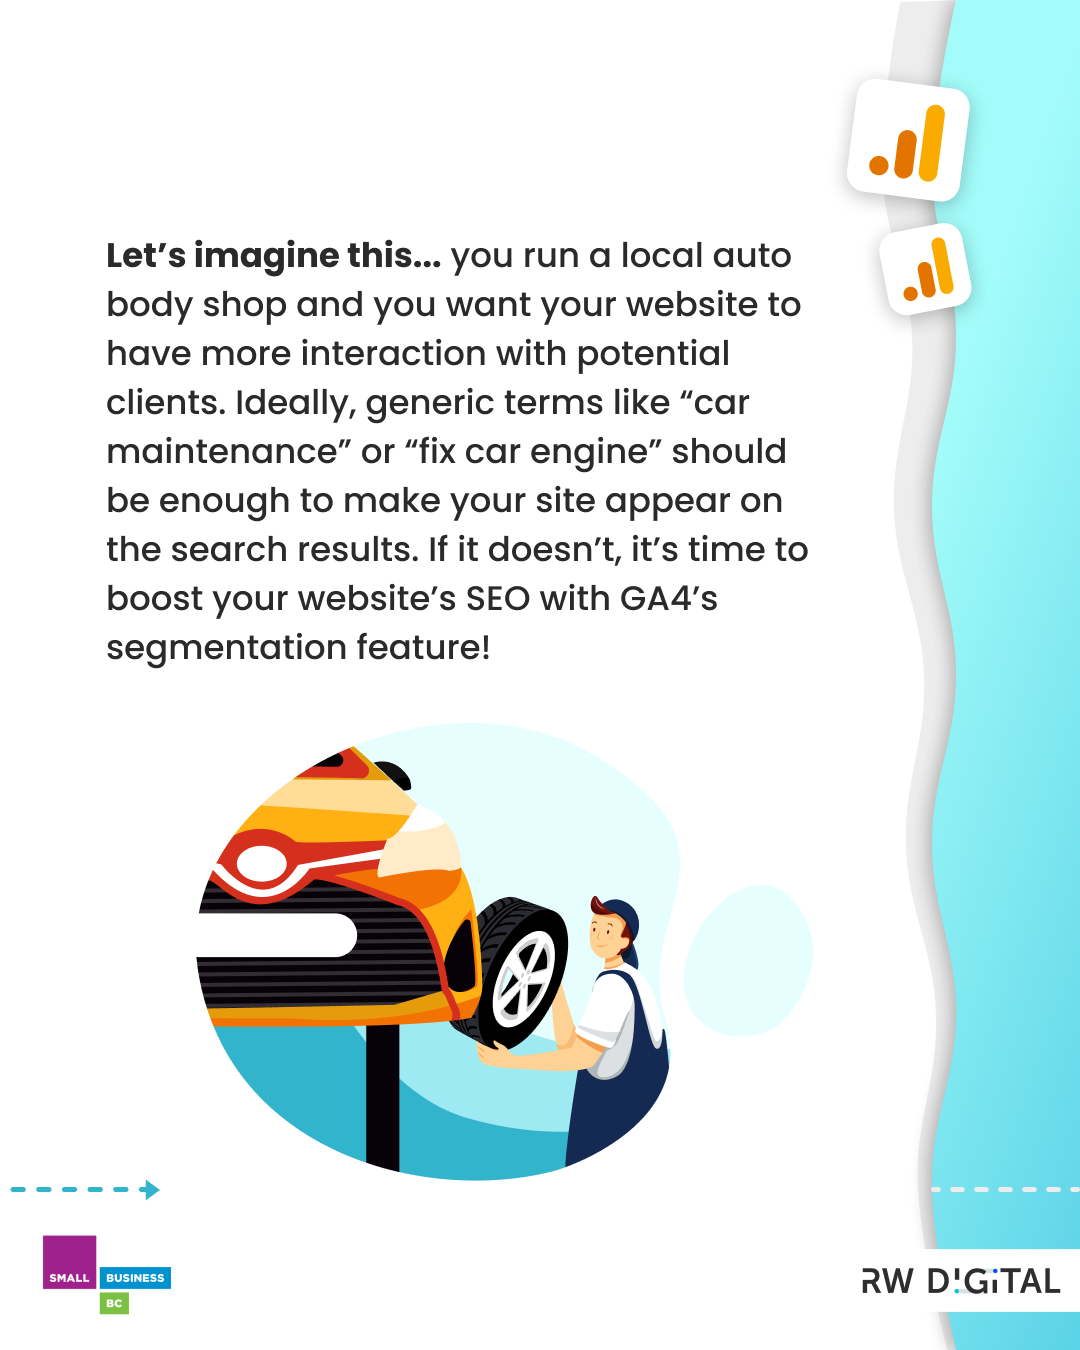 Let’s imagine this... you run a local auto
body shop and you want your website to
have more interaction with potential
clients. Ideally, generic terms like “car
maintenance” or “fix car engine” should
be enough to make your site appear on
the search results. If it doesn’t, it’s time to
boost your website’s SEO with GA4’s
segmentation feature!
SMALL BUSINESS
BC
RW DIGITAL